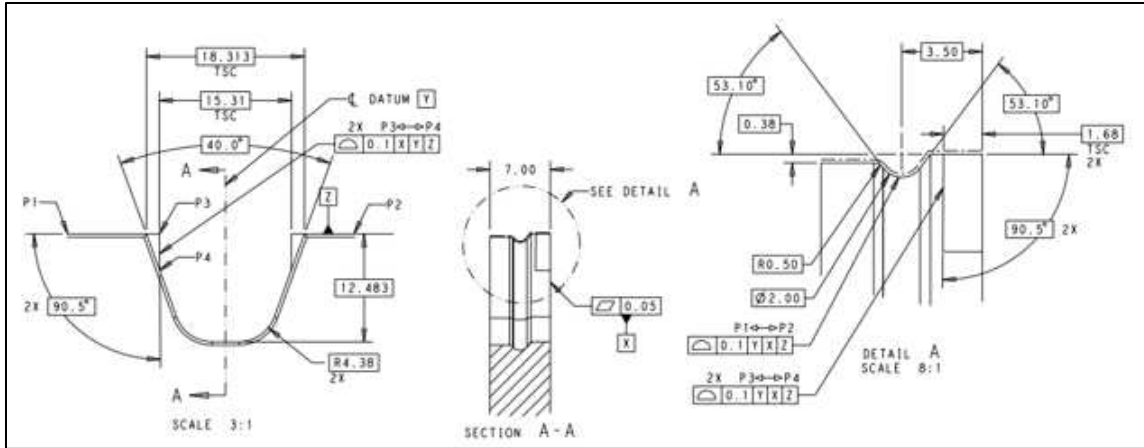 18.313
TSC
15.31
TSC
℄ DATUM Y
2X P3↔P4
⌓ 0.1 X Y Z
40.0°
A
Z
P1
P3
P2
P4
12.483
2X 90.5°
R4.38
2X
A
SCALE 3:1
7.00
SEE DETAIL A
⏥ 0.05
X
SECTION A-A
3.50
53.10°
53.10°
0.38
1.68
TSC
2X
90.5° 2X
R0.50
Ø2.00
P1↔P2
⌓ 0.1 Y X Z
2X P3↔P4
⌓ 0.1 Y X Z
DETAIL A
SCALE 8:1